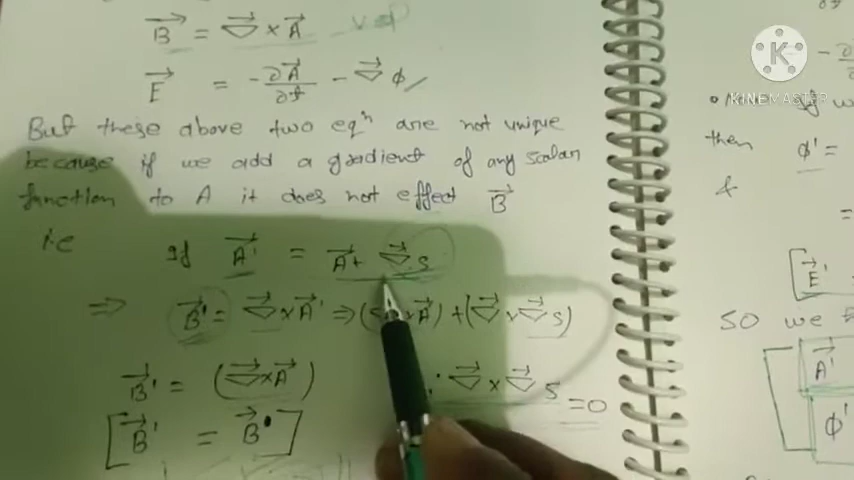 B⃗ = ∇⃗ × A⃗
E⃗ = -∂A⃗/∂t - ∇⃗ φ
But these above two eqⁿ are not unique
because if we add a gradient of any scalar
function to A it does not effect B⃗
i.e If A⃗' = A⃗ + ∇⃗ S
⇒ B⃗' = ∇⃗ × A⃗' ⇒ ( × A⃗) + (∇⃗ × ∇⃗ S)
B⃗' = (∇⃗ × A⃗) ∵ ∇⃗ × ∇⃗ S = 0
[B⃗' = B⃗]
K
KINEMASTER
then
φ' =
&
=
[E⃗'
SO we
A⃗'
φ'